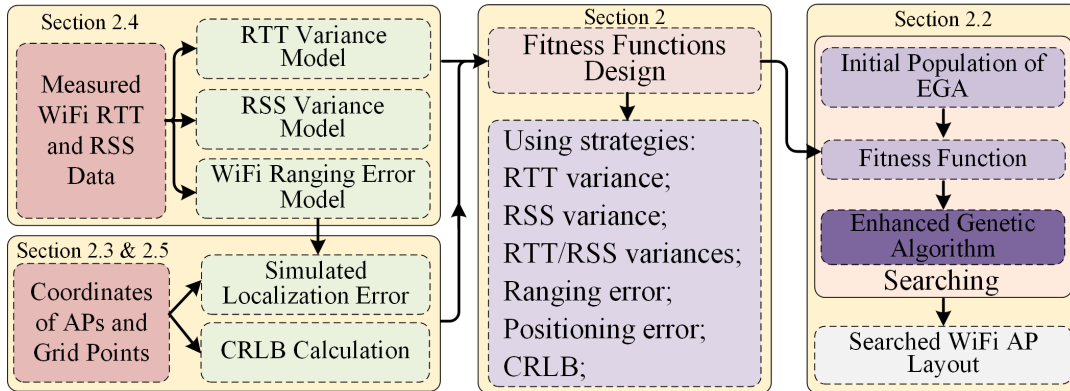 Section 2.4
Measured
WiFi RTT
and RSS
Data
RTT Variance
Model
RSS Variance
Model
WiFi Ranging Error
Model
Section 2.3 & 2.5
Coordinates
of APs and
Grid Points
Simulated
Localization Error
CRLB Calculation
Section 2
Fitness Functions
Design
Using strategies:
RTT variance;
RSS variance;
RTT/RSS variances;
Ranging error;
Positioning error;
CRLB;
Section 2.2
Initial Population of
EGA
Fitness Function
Enhanced Genetic
Algorithm
Searching
Searched WiFi AP
Layout